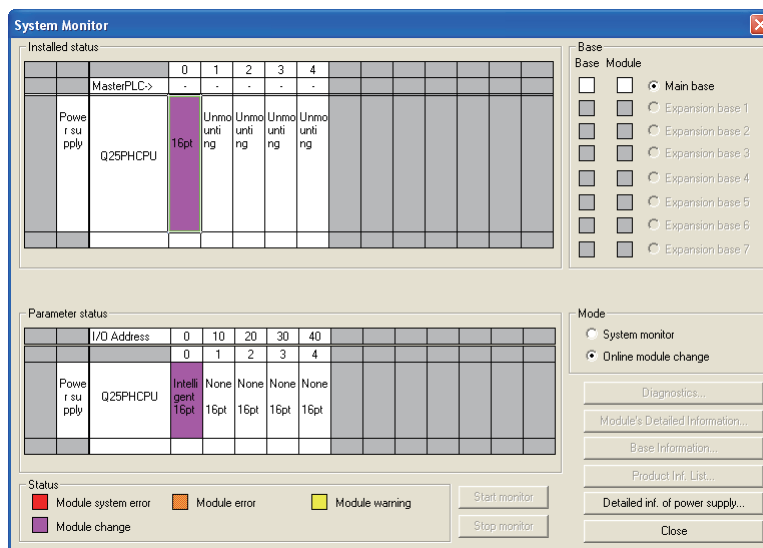 System Monitor
Installed status
0 1 2 3 4
MasterPLC-> - - - - -
Powe
r su
pply
Q25PHCPU
16pt
Unmo
unti
ng
Unmo
unti
ng
Unmo
unti
ng
Unmo
unti
ng
Base
Base Module
Main base
Expansion base 1
Expansion base 2
Expansion base 3
Expansion base 4
Expansion base 5
Expansion base 6
Expansion base 7
Parameter status
I/O Address 0 10 20 30 40
0 1 2 3 4
Powe
r su
pply
Q25PHCPU
Intelli
gent
16pt
None
16pt
None
16pt
None
16pt
None
16pt
Mode
System monitor
Online module change
Diagnostics...
Module's Detailed Information...
Base Information...
Product Inf. List...
Detailed inf. of power supply...
Close
Status
Module system error
Module error
Module warning
Module change
Start monitor
Stop monitor